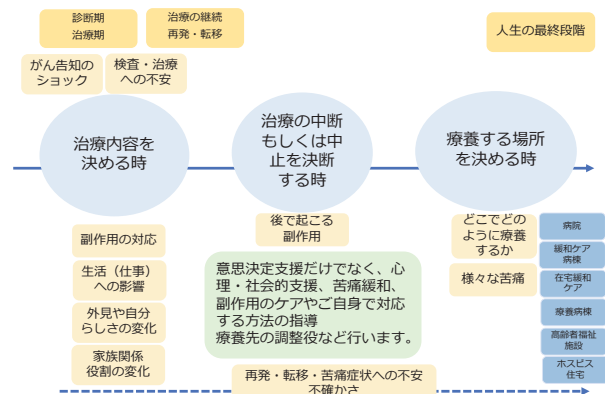 診断期
治療期
治療の継続
再発・転移
人生の最終段階
がん告知の
ショック
検査・治療
への不安
治療内容を
決める時
治療の中断
もしくは中
止を決断
する時
療養する場所
を決める時
副作用の対応
生活（仕事）
への影響
外見や自分
らしさの変化
家族関係
役割の変化
後で起こる
副作用
意思決定支援だけでなく、心
理・社会的支援、苦痛緩和、
副作用のケアやご自身で対応
する方法の指導
療養先の調整役など行います。
どこでどの
ように療養
するか
様々な苦痛
病院
緩和ケア
病棟
在宅緩和
ケア
療養病棟
高齢者福祉
施設
ホスピス
住宅
再発・転移・苦痛症状への不安
不確かさ